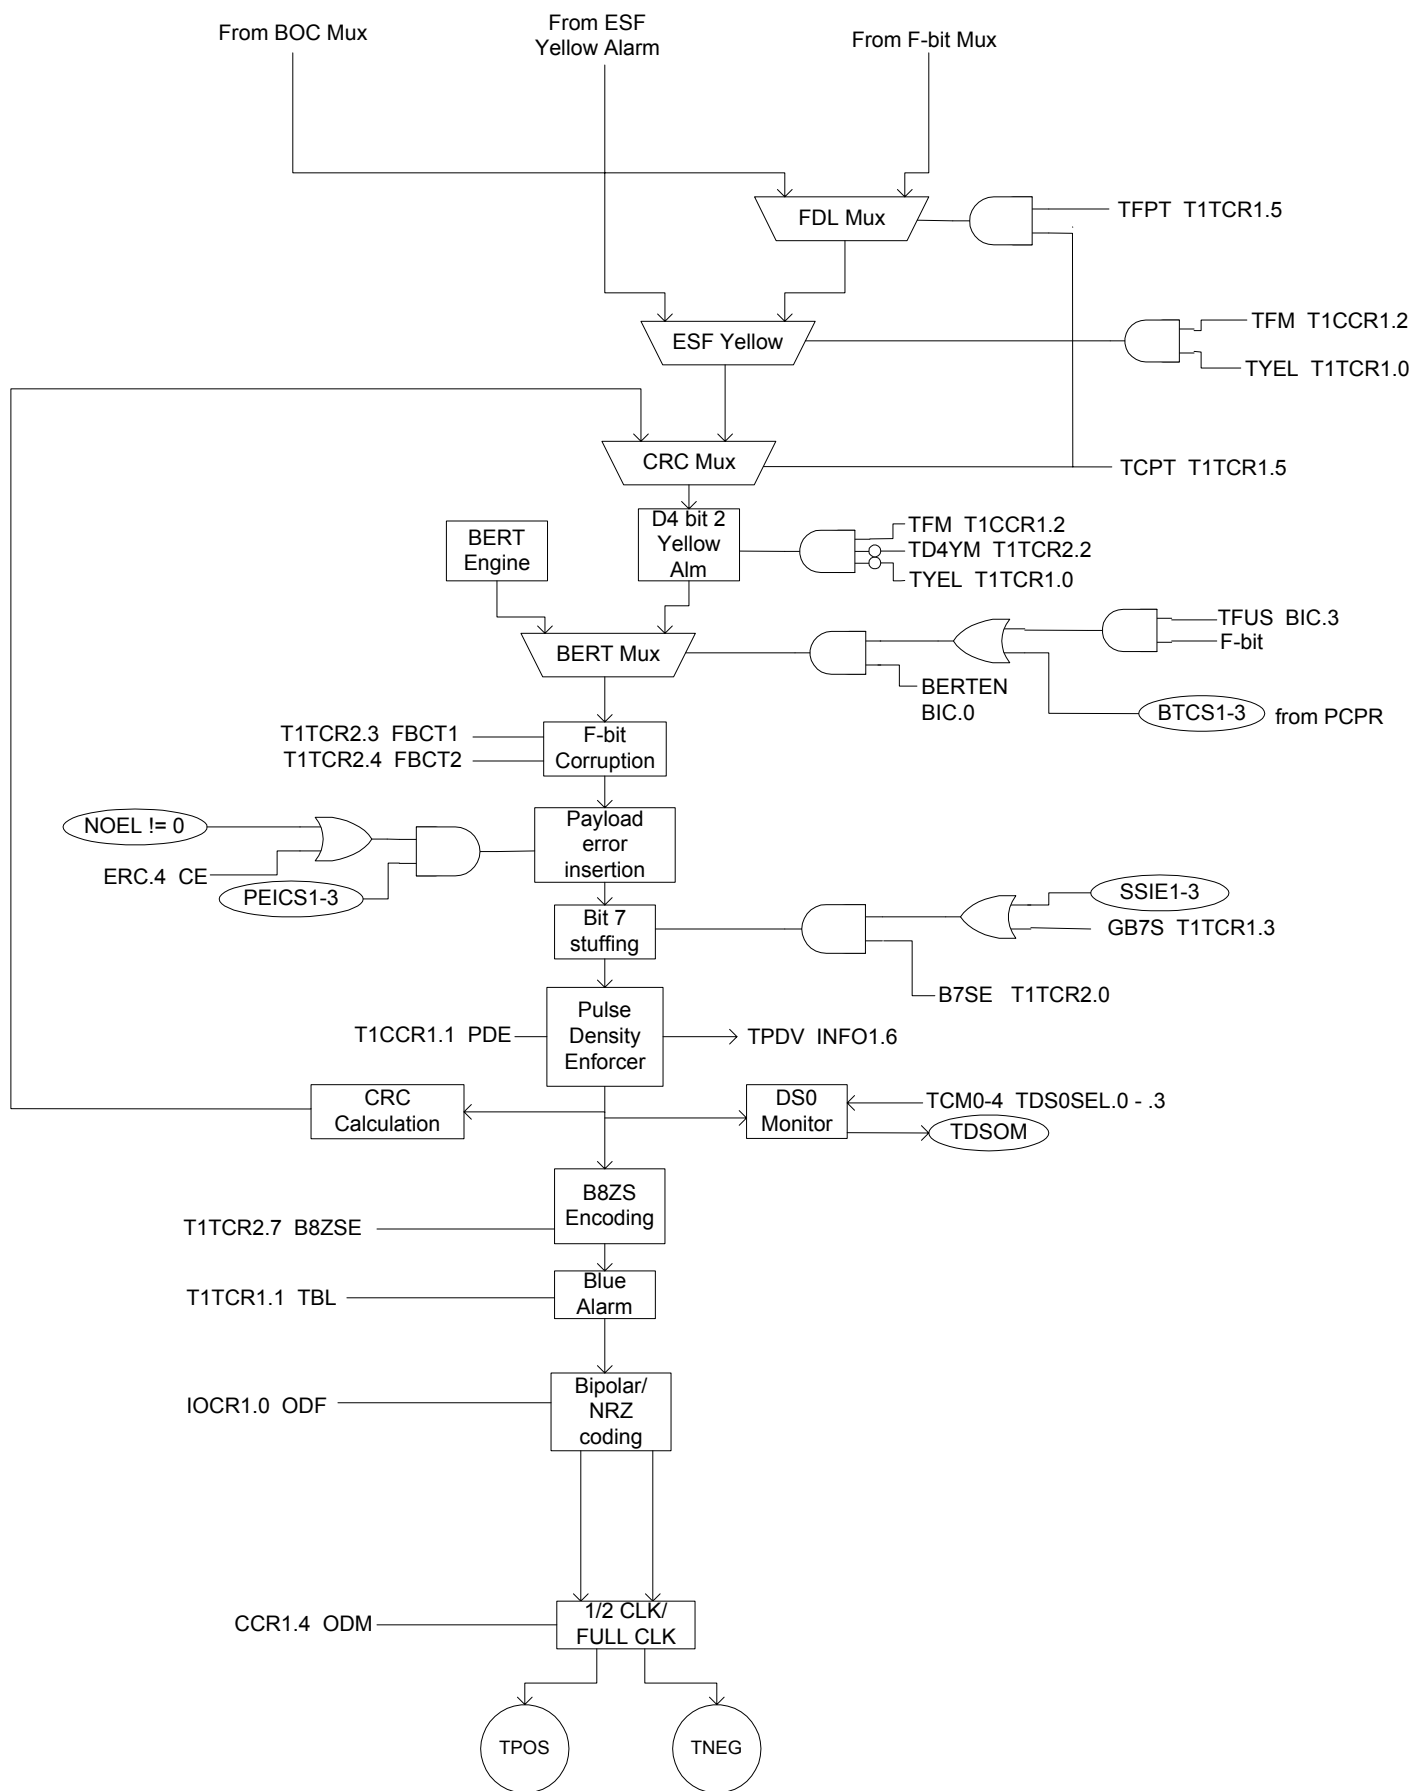 From BOC Mux
From ESF
Yellow Alarm
From F-bit Mux
FDL Mux
TFPT T1TCR1.5
ESF Yellow
TFM T1CCR1.2
TYEL T1TCR1.0
CRC Mux
TCPT T1TCR1.5
BERT
Engine
D4 bit 2
Yellow
Alm
TFM T1CCR1.2
TD4YM T1TCR2.2
TYEL T1TCR1.0
BERT Mux
TFUS BIC.3
F-bit
BERTEN
BIC.0
BTCS1-3
from PCPR
T1TCR2.3 FBCT1
T1TCR2.4 FBCT2
F-bit
Corruption
NOEL != 0
ERC.4 CE
PEICS1-3
Payload
error
insertion
Bit 7
stuffing
SSIE1-3
GB7S T1TCR1.3
B7SE T1TCR2.0
T1CCR1.1 PDE
Pulse
Density
Enforcer
TPDV INFO1.6
CRC
Calculation
DS0
Monitor
TCM0-4 TDS0SEL.0 - .3
TDSOM
T1TCR2.7 B8ZSE
B8ZS
Encoding
T1TCR1.1 TBL
Blue
Alarm
IOCR1.0 ODF
Bipolar/
NRZ
coding
CCR1.4 ODM
1/2 CLK/
FULL CLK
TPOS
TNEG